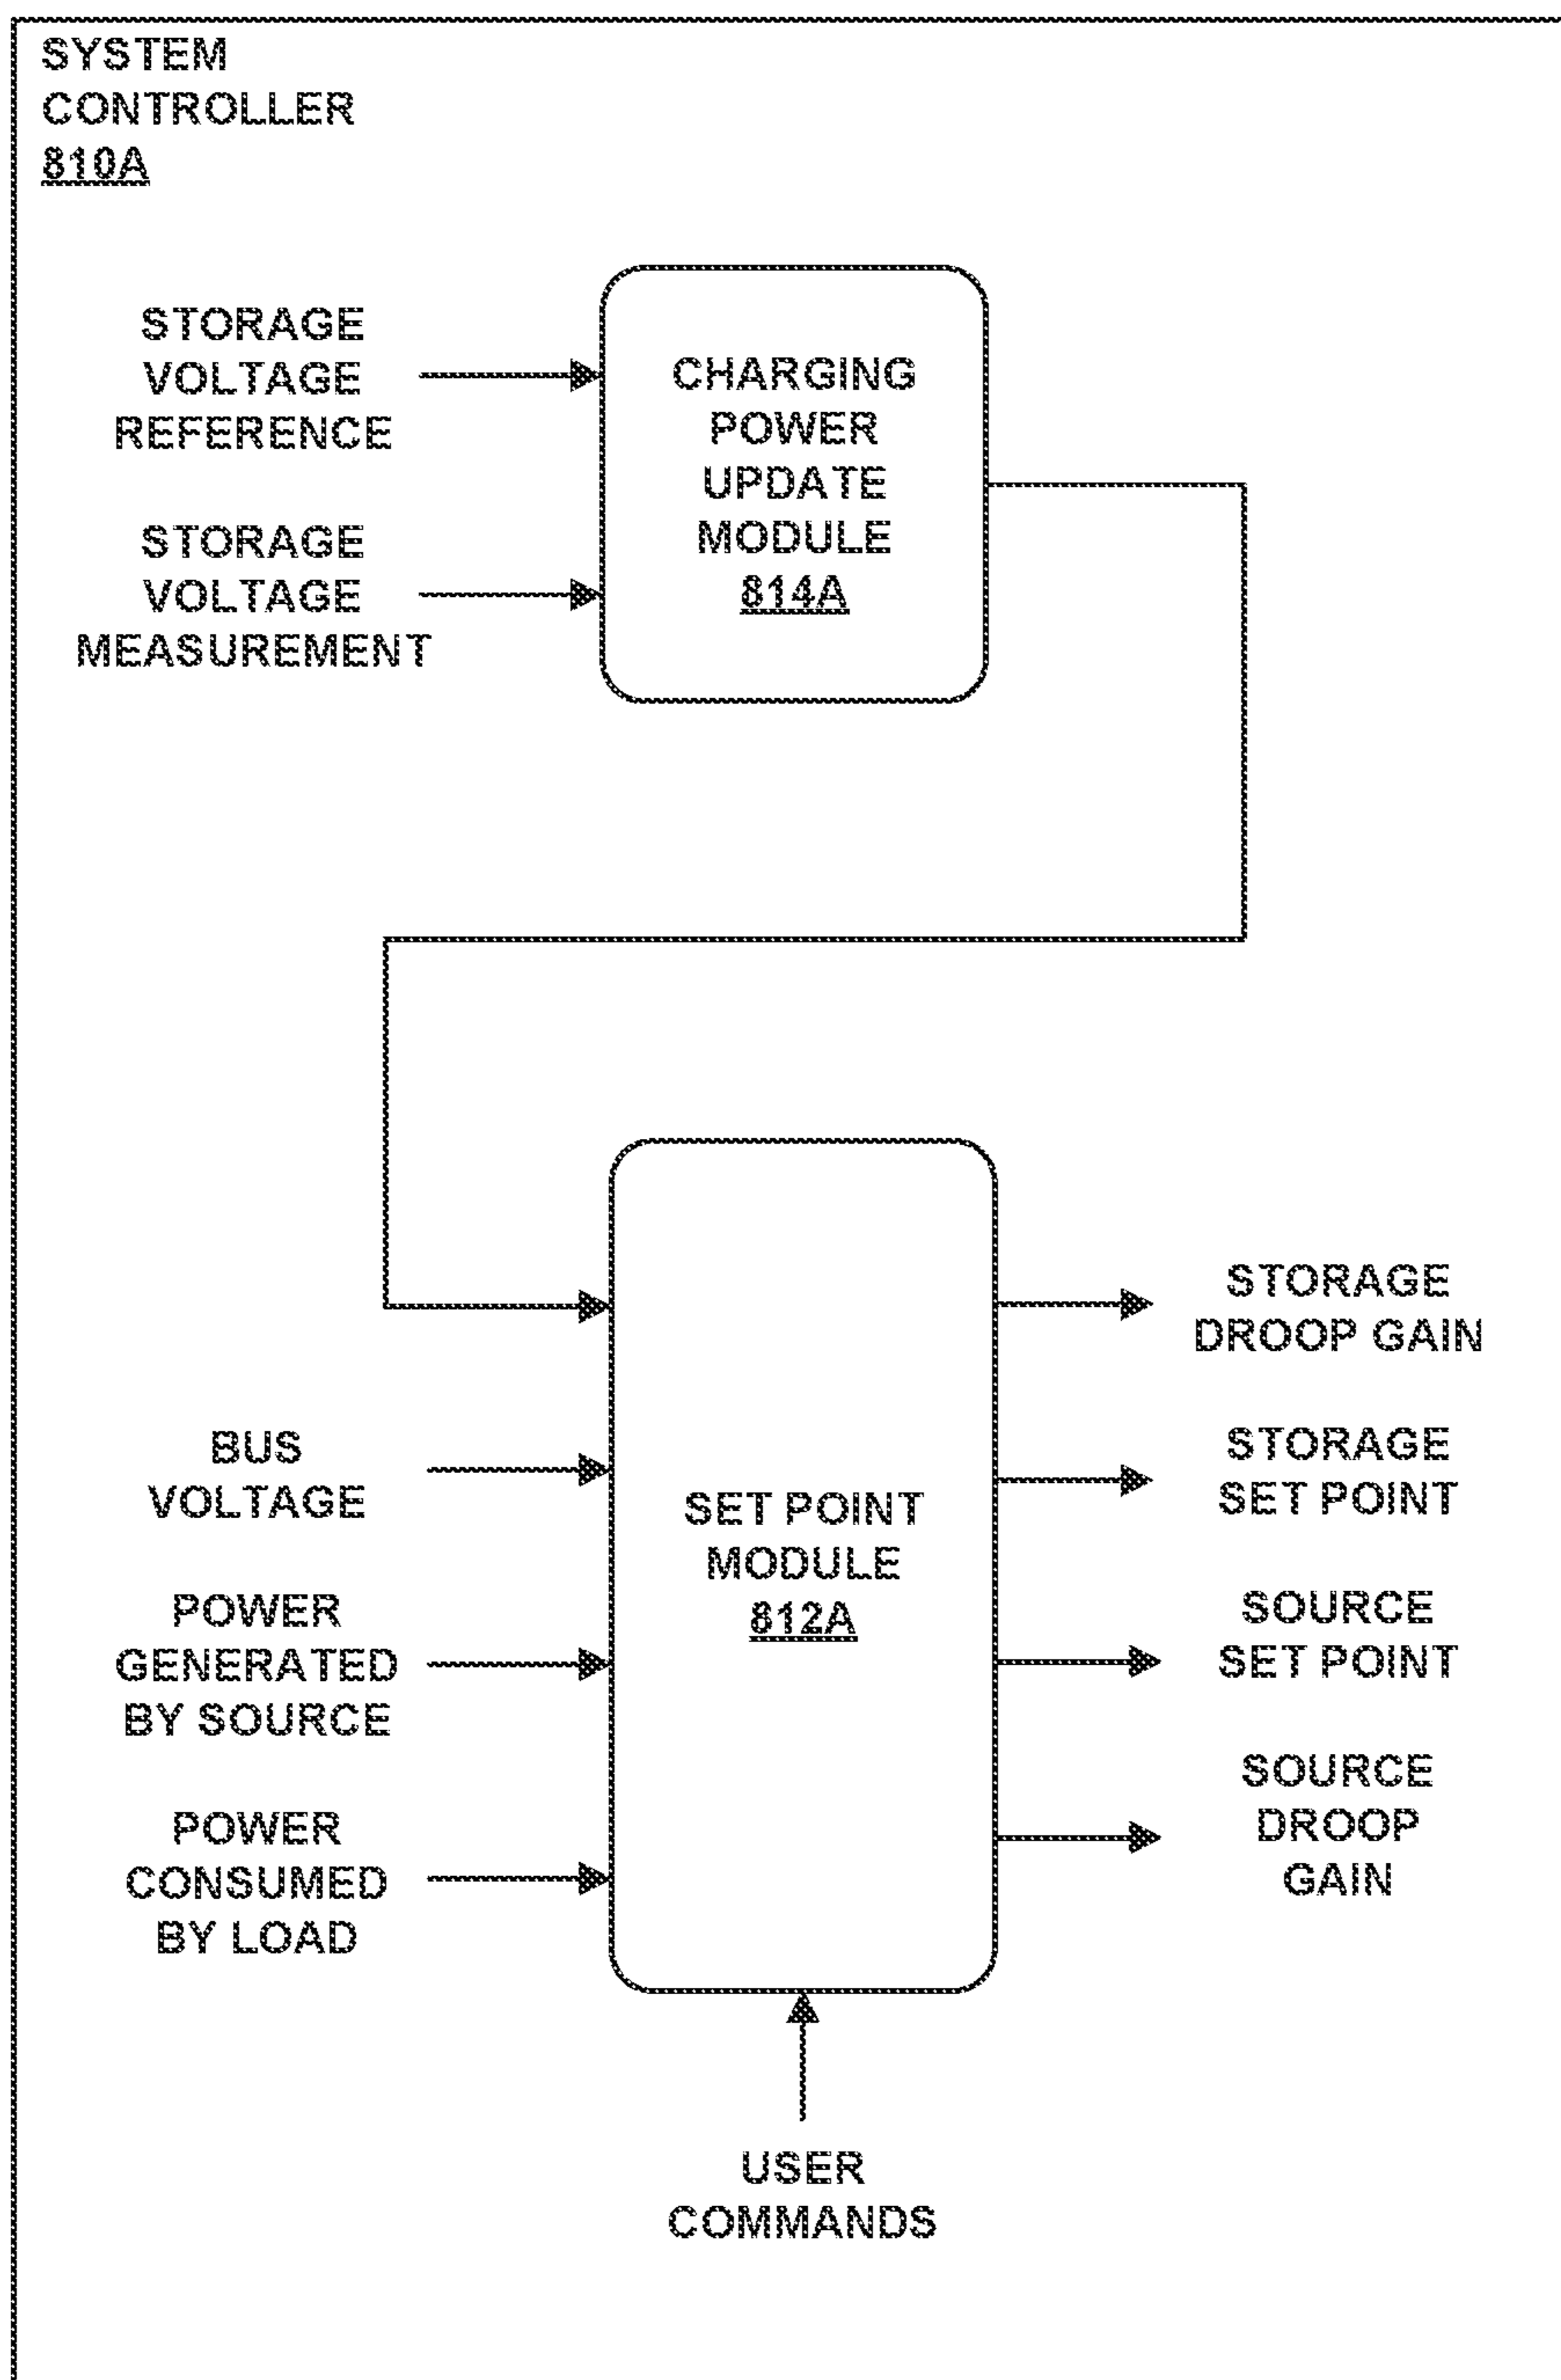 SYSTEM
CONTROLLER
810A
STORAGE
VOLTAGE
REFERENCE
STORAGE
VOLTAGE
MEASUREMENT
CHARGING
POWER
UPDATE
MODULE
814A
BUS
VOLTAGE
POWER
GENERATED
BY SOURCE
POWER
CONSUMED
BY LOAD
SET POINT
MODULE
812A
STORAGE
DROOP GAIN
STORAGE
SET POINT
SOURCE
SET POINT
SOURCE
DROOP
GAIN
USER
COMMANDS